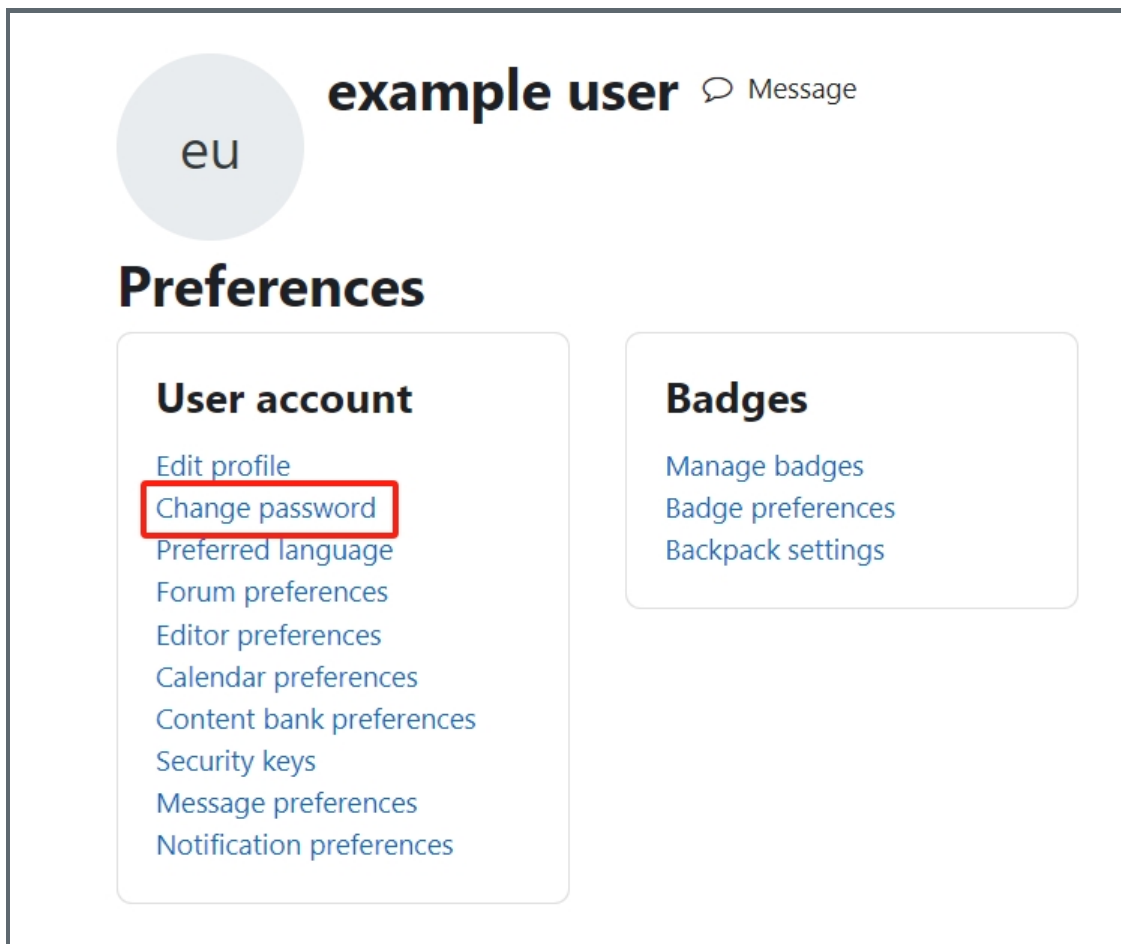 eu
example user
Message
Preferences
User account
Edit profile
Change password
Preferred language
Forum preferences
Editor preferences
Calendar preferences
Content bank preferences
Security keys
Message preferences
Notification preferences
Badges
Manage badges
Badge preferences
Backpack settings